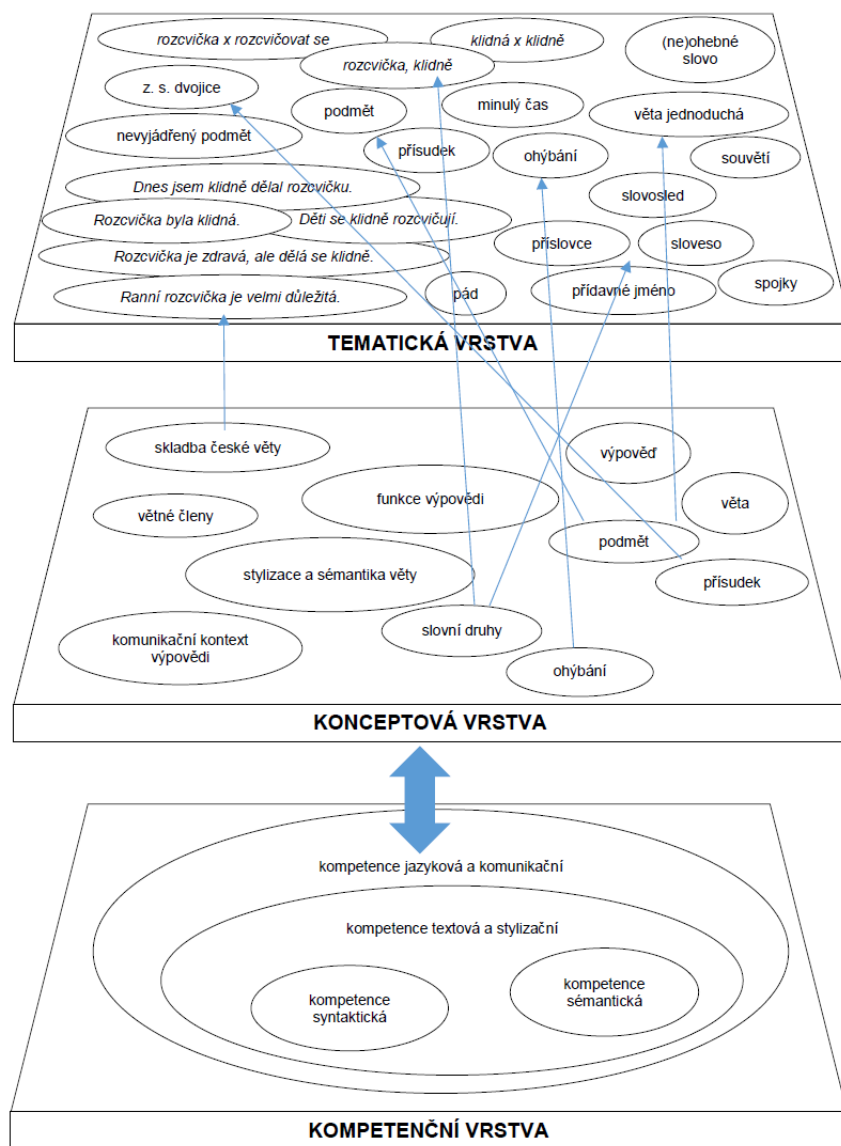 rozcvička x rozcvičovat se
klidná x klidně
(ne)ohebné
slovo
rozcvička, klidně
z. s. dvojice
podmět
minulý čas
věta jednoduchá
nevyjádřený podmět
přísudek
ohýbání
souvětí
Dnes jsem klidně dělal rozcvičku.
slovosled
Rozcvička byla klidná.
Děti se klidně rozcvičují.
příslovce
sloveso
Rozcvička je zdravá, ale dělá se klidně.
spojky
Ranní rozcvička je velmi důležitá.
pád
přídavné jméno
TEMATICKÁ VRSTVA
skladba české věty
výpověď
funkce výpovědi
věta
větné členy
podmět
stylizace a sémantika věty
přísudek
slovní druhy
komunikační kontext
výpovědi
ohýbání
KONCEPTOVÁ VRSTVA
kompetence jazyková a komunikační
kompetence textová a stylizační
kompetence
sémantická
kompetence
syntaktická
KOMPETENČNÍ VRSTVA